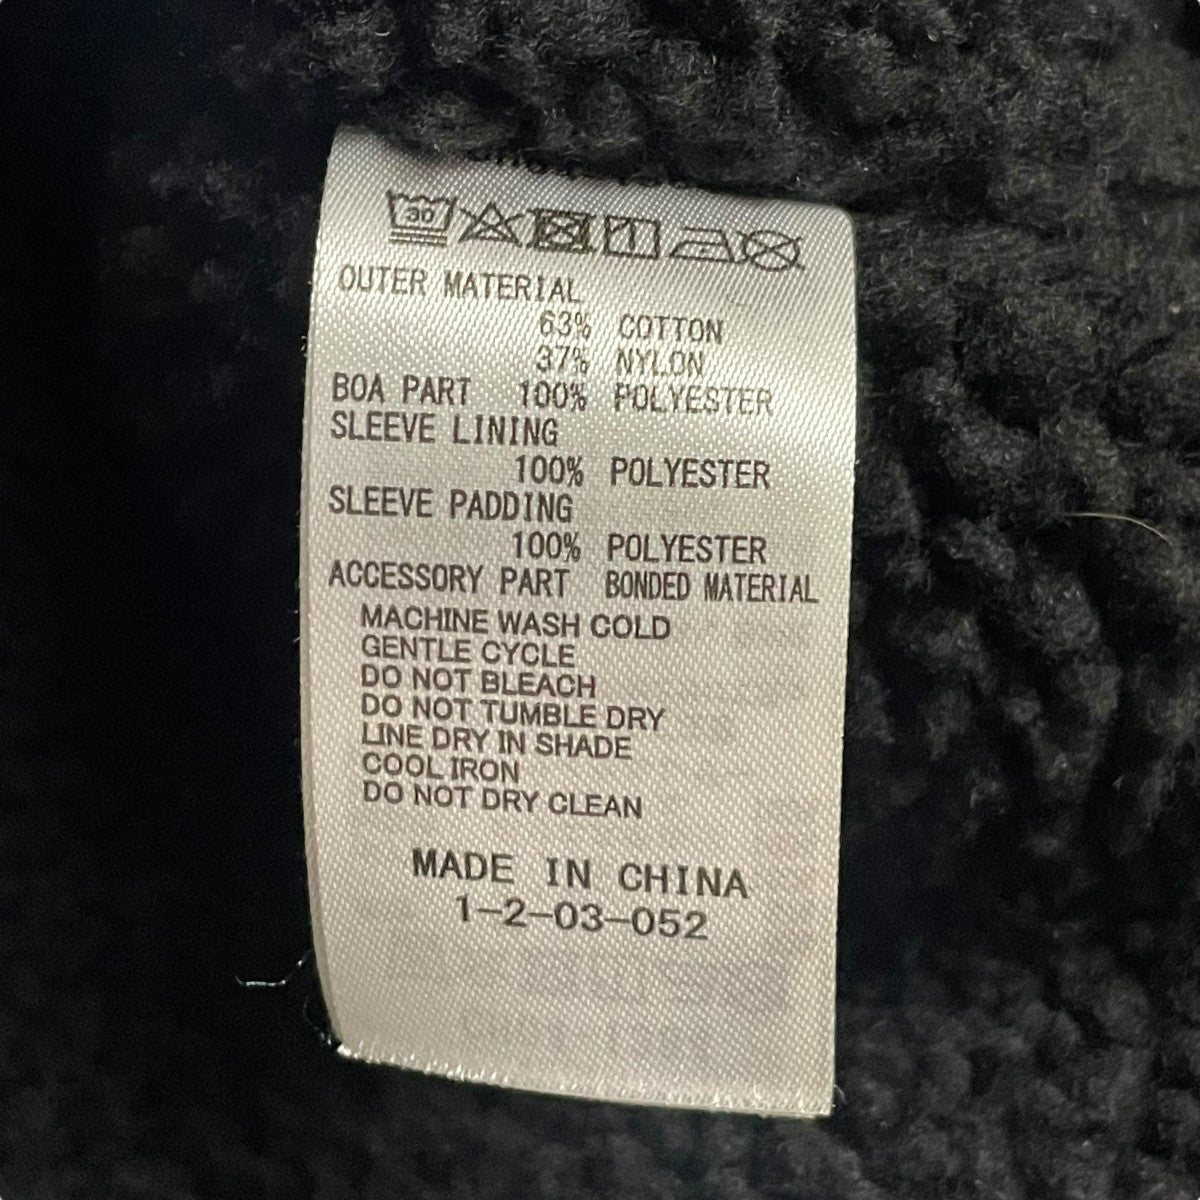 30
OUTER MATERIAL
63% COTTON
37% NYLON
BOA PART 100% POLYESTER
SLEEVE LINING
100% POLYESTER
SLEEVE PADDING
100% POLYESTER
ACCESSORY PART BONDED MATERIAL
MACHINE WASH COLD
GENTLE CYCLE
DO NOT BLEACH
DO NOT TUMBLE DRY
LINE DRY IN SHADE
COOL IRON
DO NOT DRY CLEAN
MADE IN CHINA
1-2-03-052